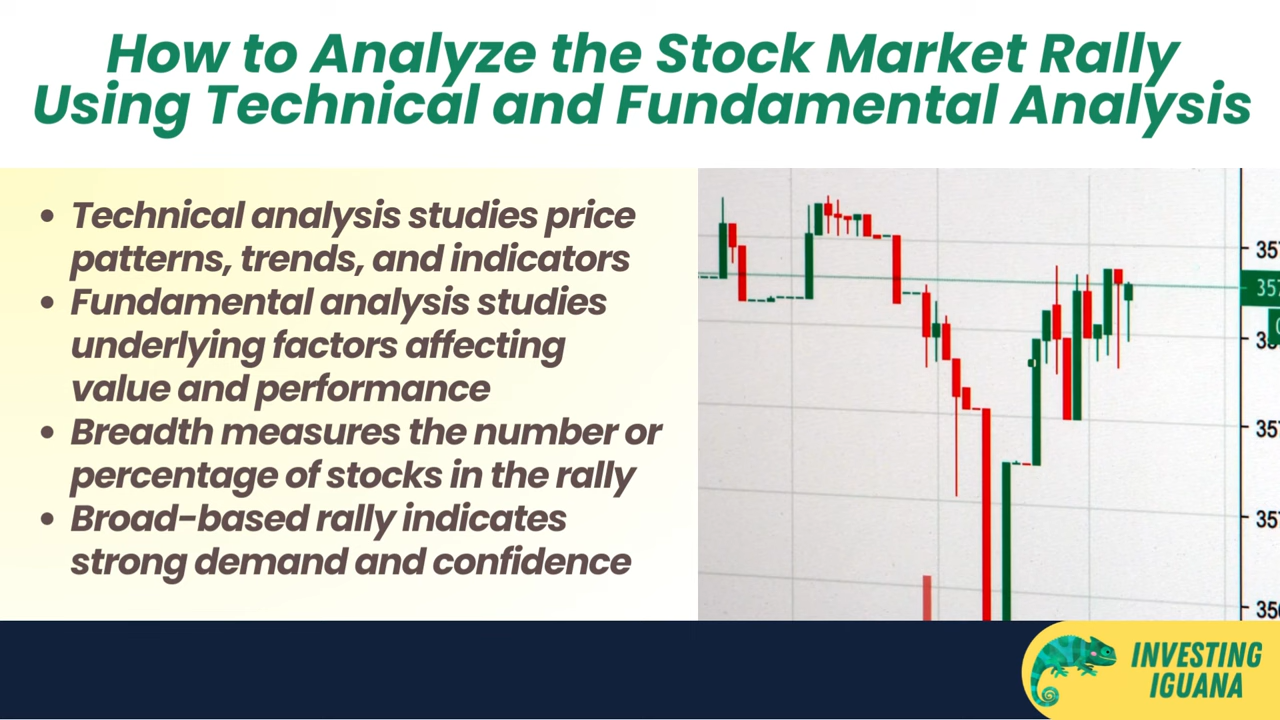 How to Analyze the Stock Market Rally
Using Technical and Fundamental Analysis
• Technical analysis studies price
patterns, trends, and indicators
• Fundamental analysis studies
underlying factors affecting
value and performance
• Breadth measures the number or
percentage of stocks in the rally
• Broad-based rally indicates
strong demand and confidence
INVESTING
IGUANA